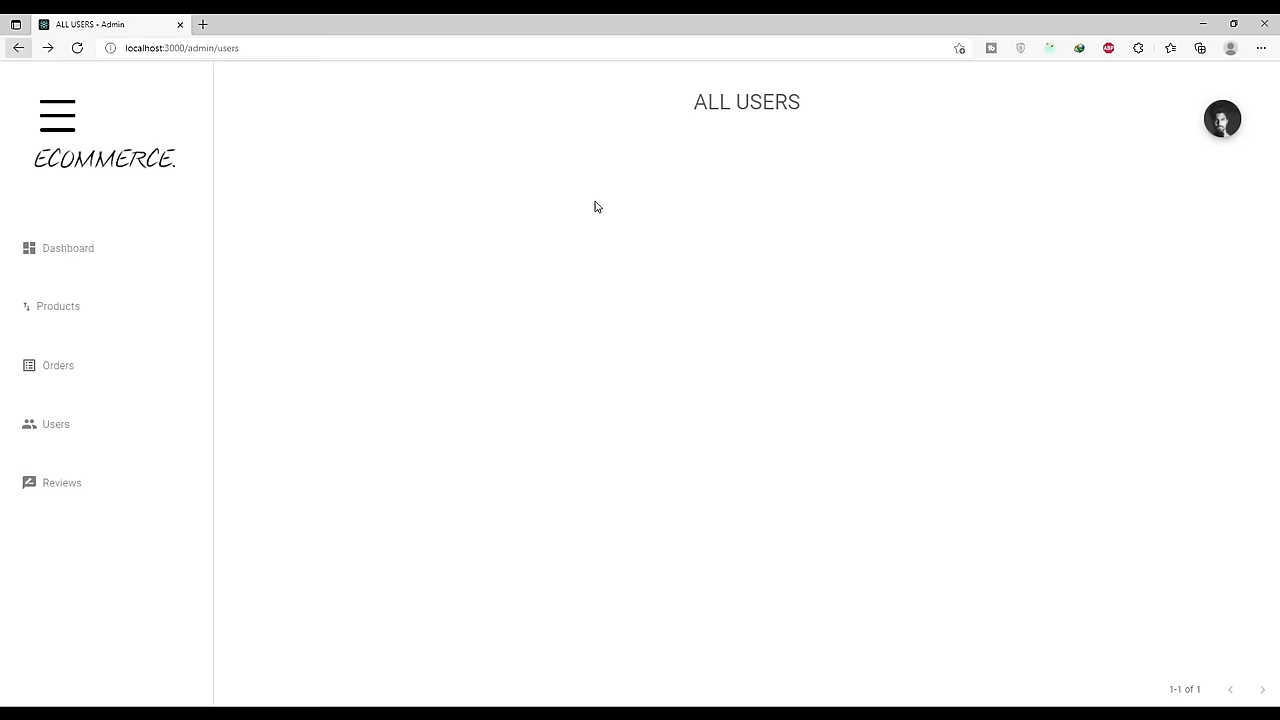 ALL USERS • Admin
localhost:3000/admin/users
ALL USERS
ECOMMERCE.
Dashboard
Products
Orders
Users
Reviews
1-1 of 1